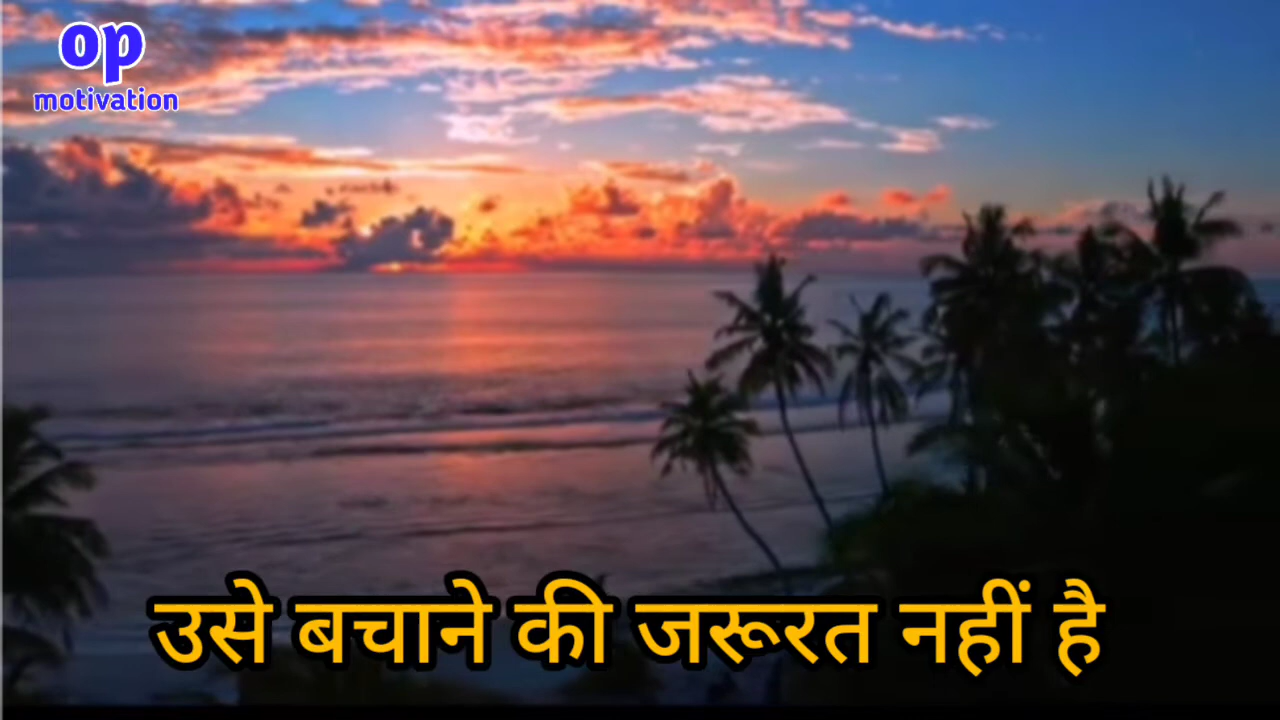 op
motivation
उसे बचाने की जरूरत नहीं है